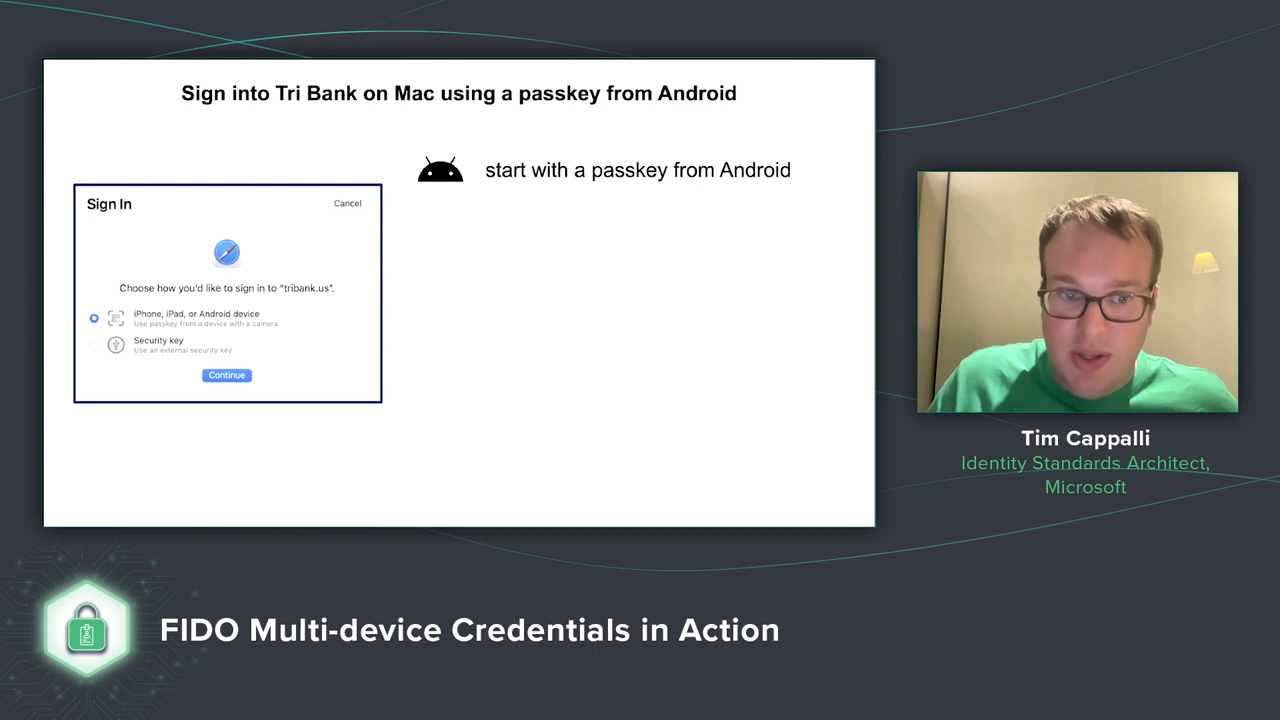 Sign into Tri Bank on Mac using a passkey from Android
start with a passkey from Android
Sign In
Cancel
Choose how you'd like to sign in to "tribank.us".
iPhone, iPad, or Android device
Use passkey from a device with a camera
Security key
Use an external security key
Continue
Tim Cappalli
Identity Standards Architect,
Microsoft
FIDO Multi-device Credentials in Action